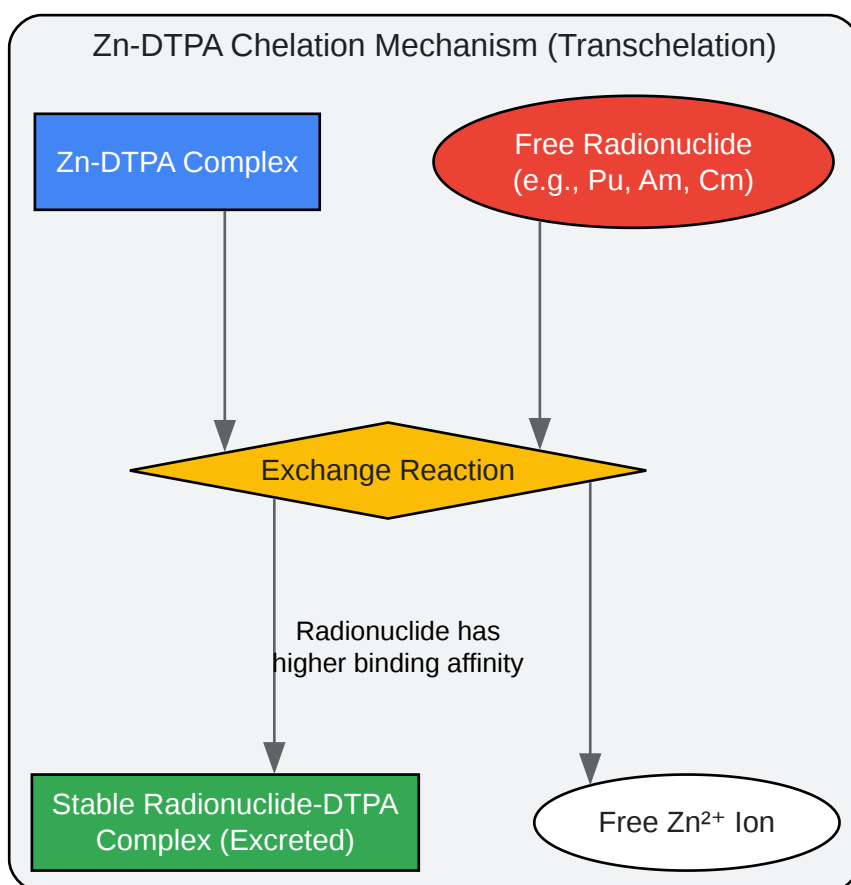 Zn-DTPA Chelation Mechanism (Transchelation)
Zn-DTPA Complex
Free Radionuclide
(e.g., Pu, Am, Cm)
Exchange Reaction
Radionuclide has
higher binding affinity
Stable Radionuclide-DTPA
Complex (Excreted)
Free Zn²⁺ Ion